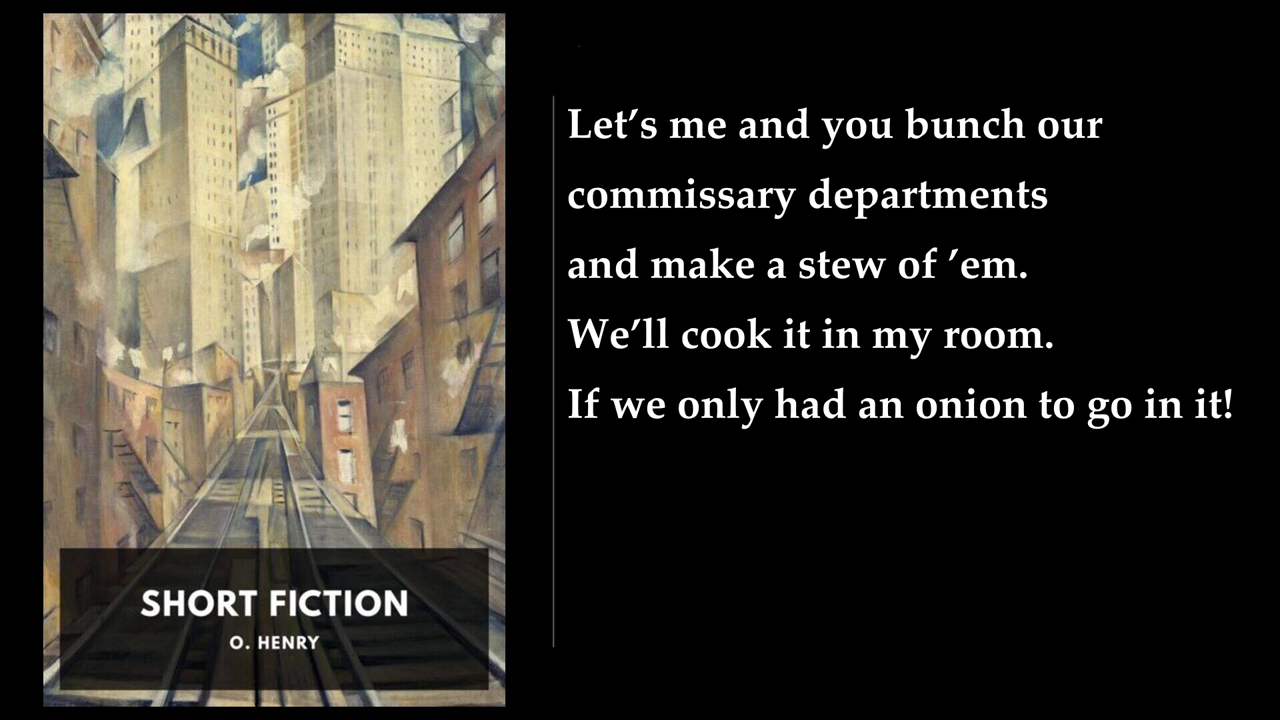 SHORT FICTION
O. HENRY
Let’s me and you bunch our
commissary departments
and make a stew of ’em.
We’ll cook it in my room.
If we only had an onion to go in it!